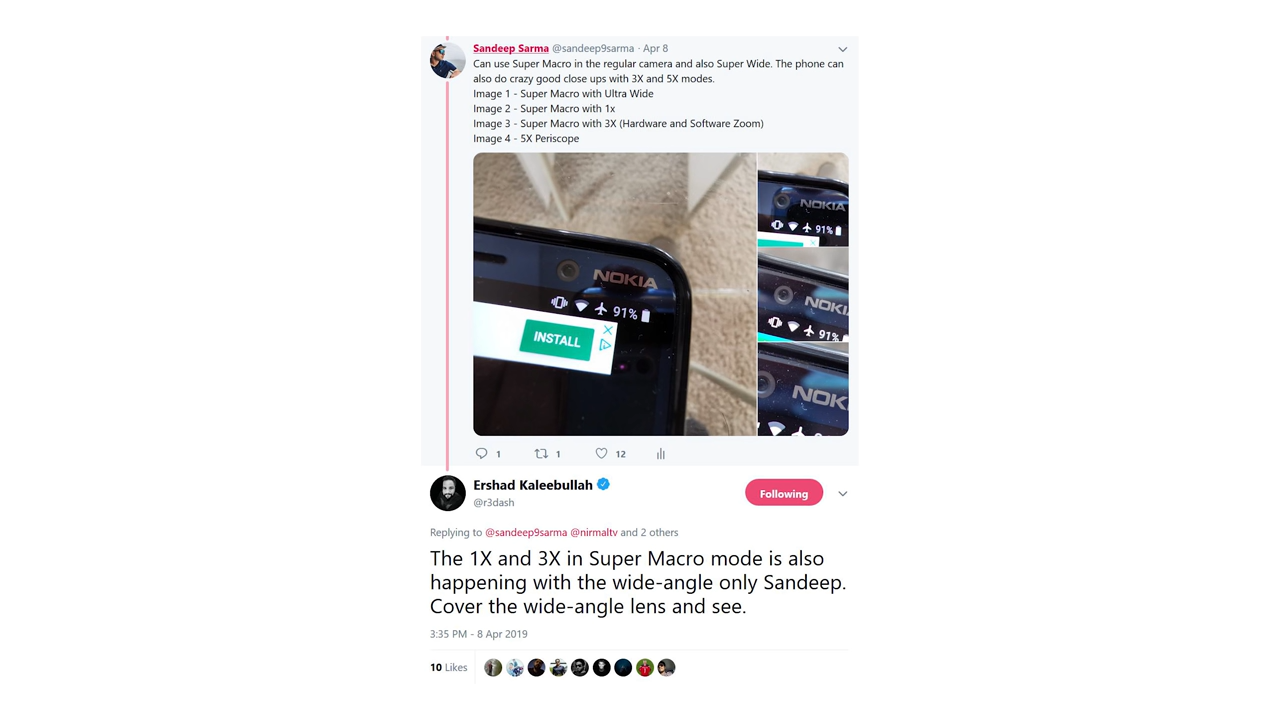 Sandeep Sarma @sandeep9sarma · Apr 8
Can use Super Macro in the regular camera and also Super Wide. The phone can
also do crazy good close ups with 3X and 5X modes.
Image 1 - Super Macro with Ultra Wide
Image 2 - Super Macro with 1x
Image 3 - Super Macro with 3X (Hardware and Software Zoom)
Image 4 - 5X Periscope
NOKIA
91%
INSTALL
NOKIA
91%
NOKI
91%
NOK
1 1 12
Ershad Kaleebullah
@r3dash
Following
Replying to @sandeep9sarma @nirmaltv and 2 others
The 1X and 3X in Super Macro mode is also
happening with the wide-angle only Sandeep.
Cover the wide-angle lens and see.
3:35 PM - 8 Apr 2019
10 Likes